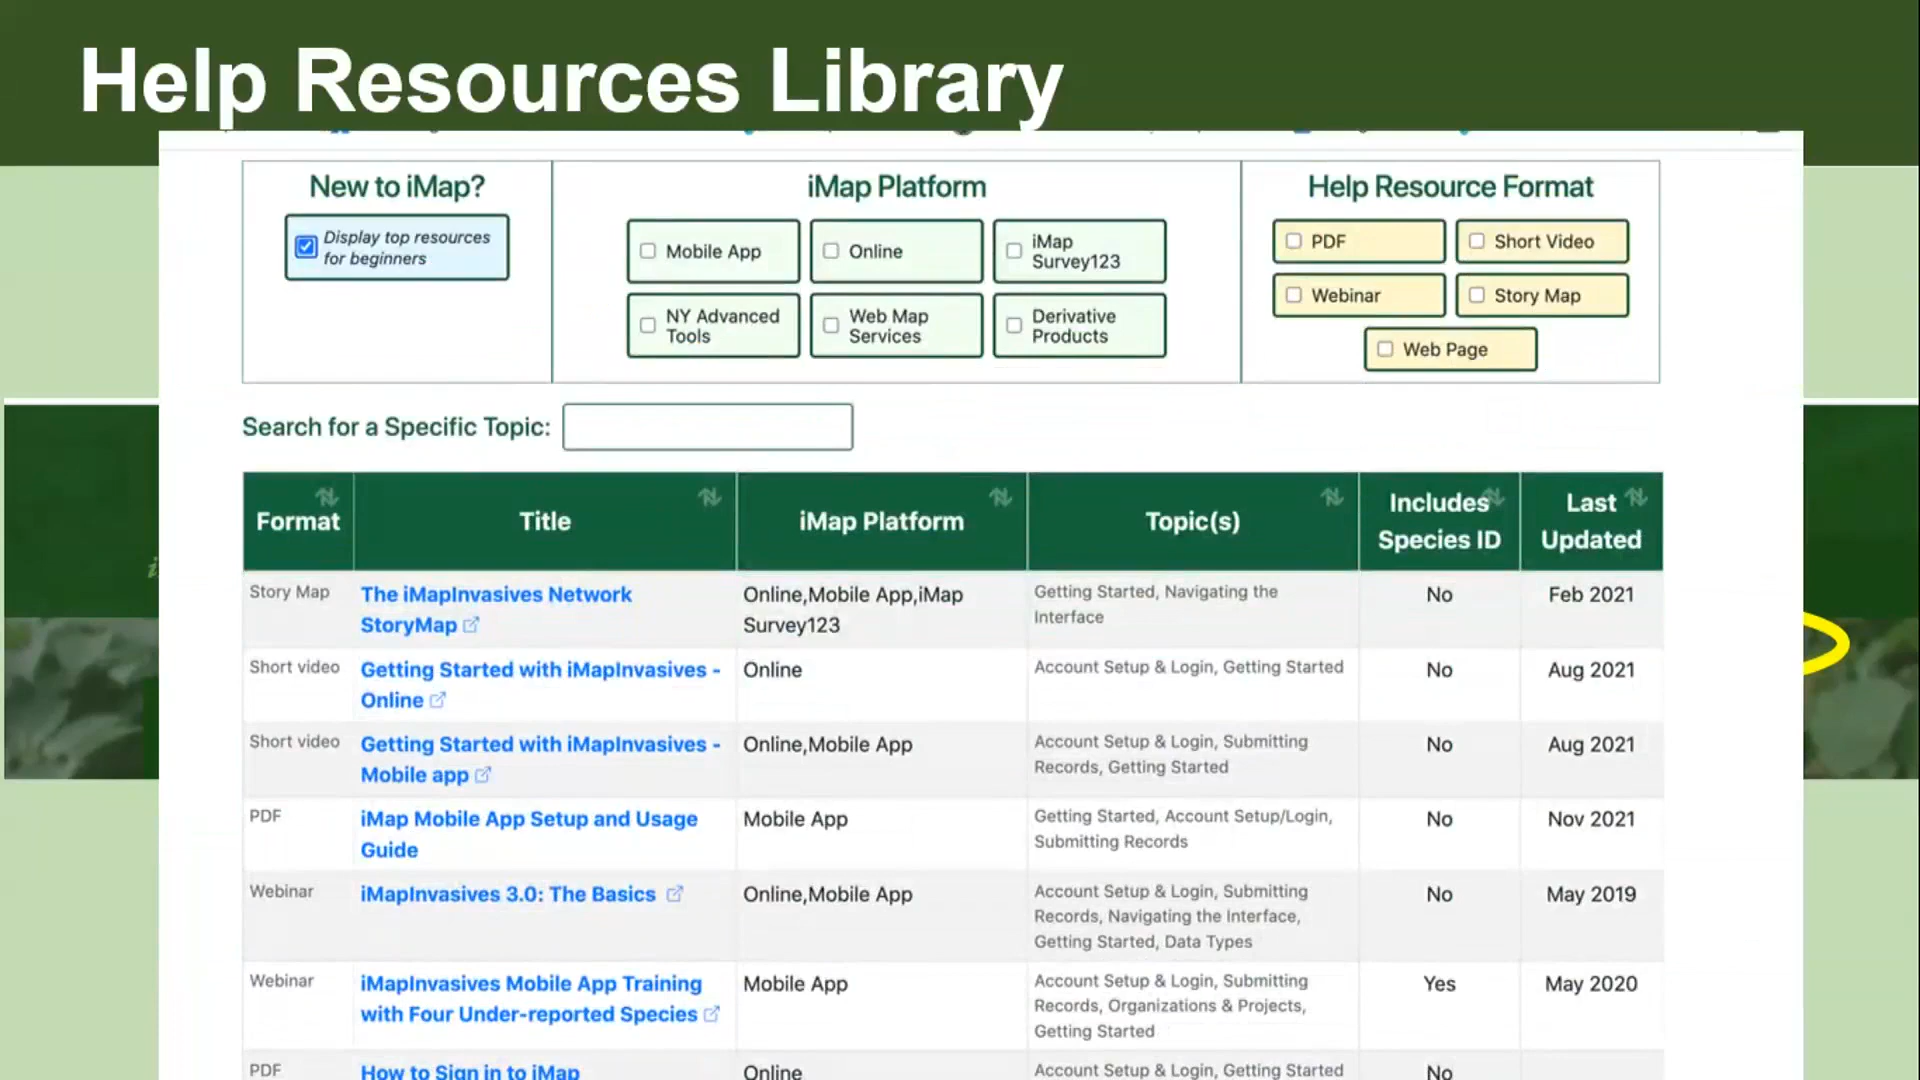 Help Resources Library
New to iMap?
Display top resources
for beginners
iMap Platform
Mobile App
Online
iMap
Survey123
NY Advanced
Tools
Web Map
Services
Derivative
Products
Help Resource Format
PDF
Short Video
Webinar
Story Map
Web Page
Search for a Specific Topic:
Format
Title
iMap Platform
Topic(s)
Includes
Species ID
Last
Updated
Story Map
The iMapInvasives Network
StoryMap
Online,Mobile App,iMap
Survey123
Getting Started, Navigating the
Interface
No
Feb 2021
Short video
Getting Started with iMapInvasives -
Online
Online
Account Setup & Login, Getting Started
No
Aug 2021
Short video
Getting Started with iMapInvasives -
Mobile app
Online,Mobile App
Account Setup & Login, Submitting
Records, Getting Started
No
Aug 2021
PDF
iMap Mobile App Setup and Usage
Guide
Mobile App
Getting Started, Account Setup/Login,
Submitting Records
No
Nov 2021
Webinar
iMapInvasives 3.0: The Basics
Online,Mobile App
Account Setup & Login, Submitting
Records, Navigating the Interface,
Getting Started, Data Types
No
May 2019
Webinar
iMapInvasives Mobile App Training
with Four Under-reported Species
Mobile App
Account Setup & Login, Submitting
Records, Organizations & Projects,
Getting Started
Yes
May 2020
PDF
How to Sign in to iMap
Online
Account Setup & Login, Getting Started
No